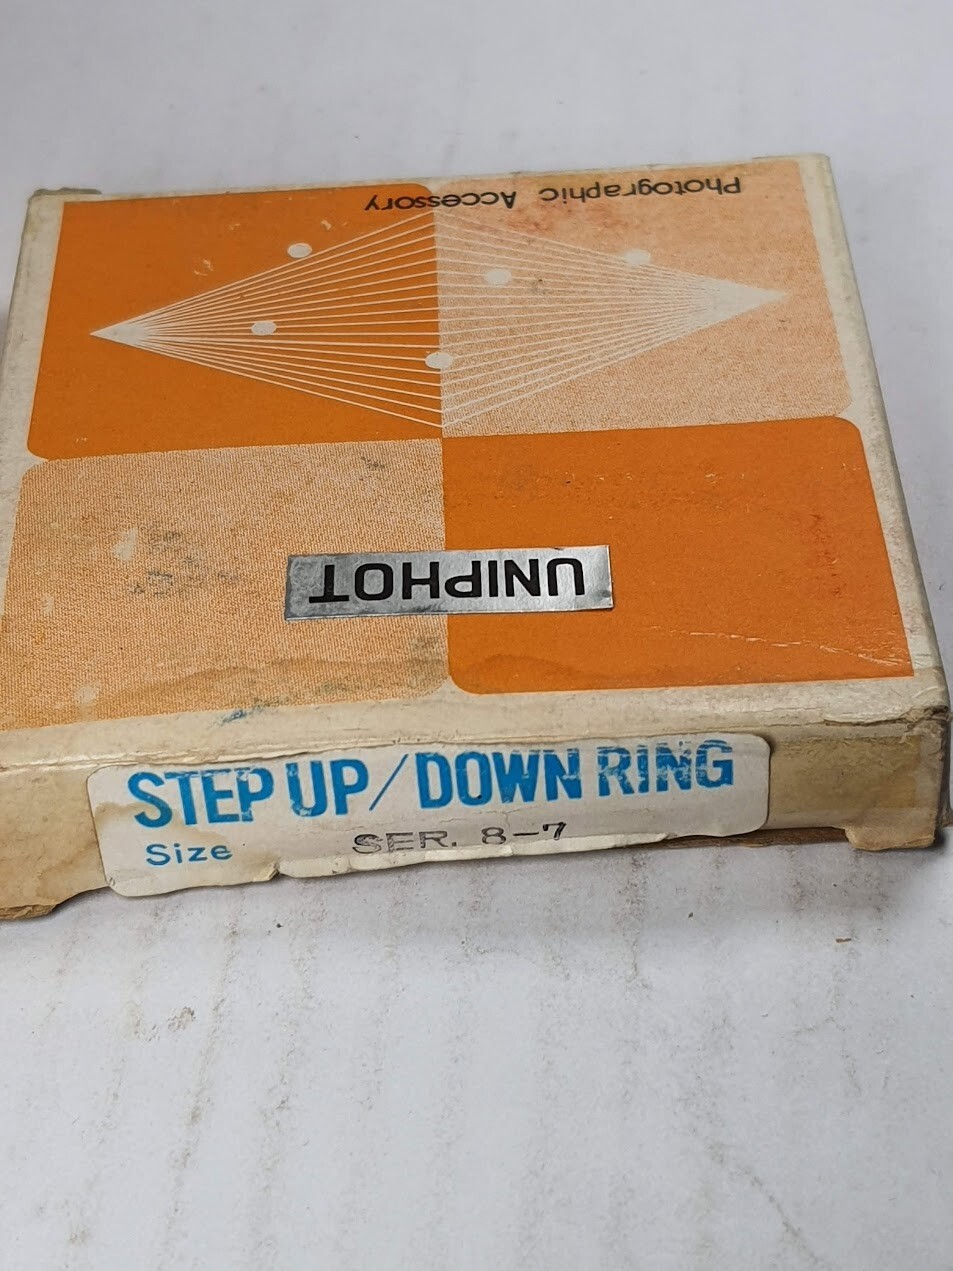 Photographic Accessory
UNIPHOT
STEP UP/DOWN RING
Size SER. 8-7